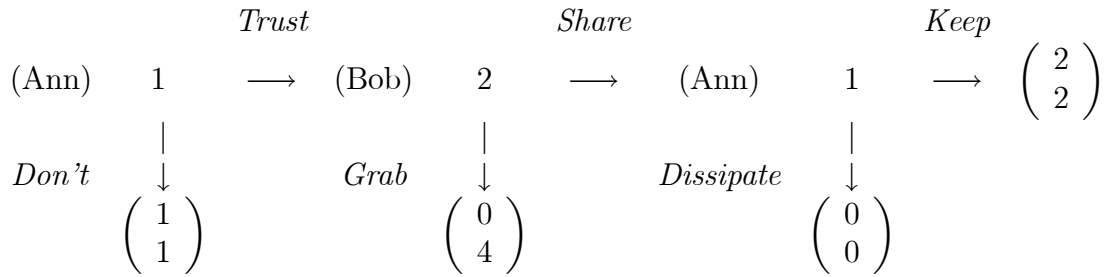 Trust Share Keep
(Ann) 1 ⟶ (Bob) 2 ⟶ (Ann) 1 ⟶ ( 2
2 )
|
| |
Don't ↓ Grab ↓ Dissipate ↓
( 1 ) ( 0 ) ( 0 )
( 1 ) ( 4 ) ( 0 )